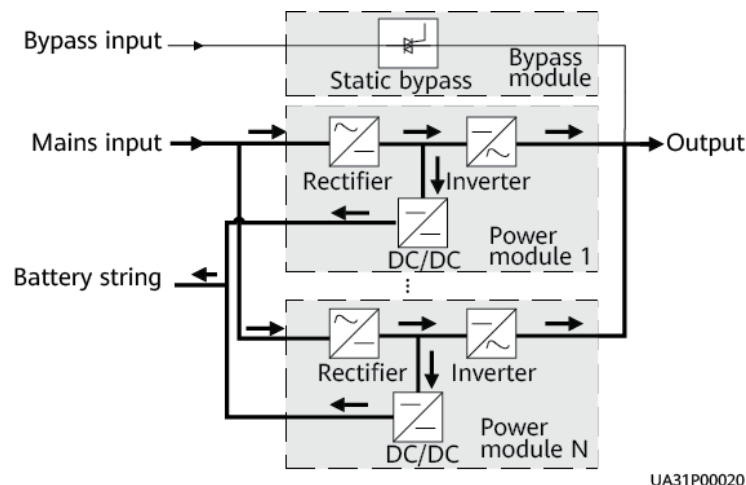 Bypass input
Static bypass
Bypass
module
Mains input
Output
Rectifier
Inverter
DC/DC
Power
module 1
Battery string
Rectifier
Inverter
DC/DC
Power
module N
UA31P00020